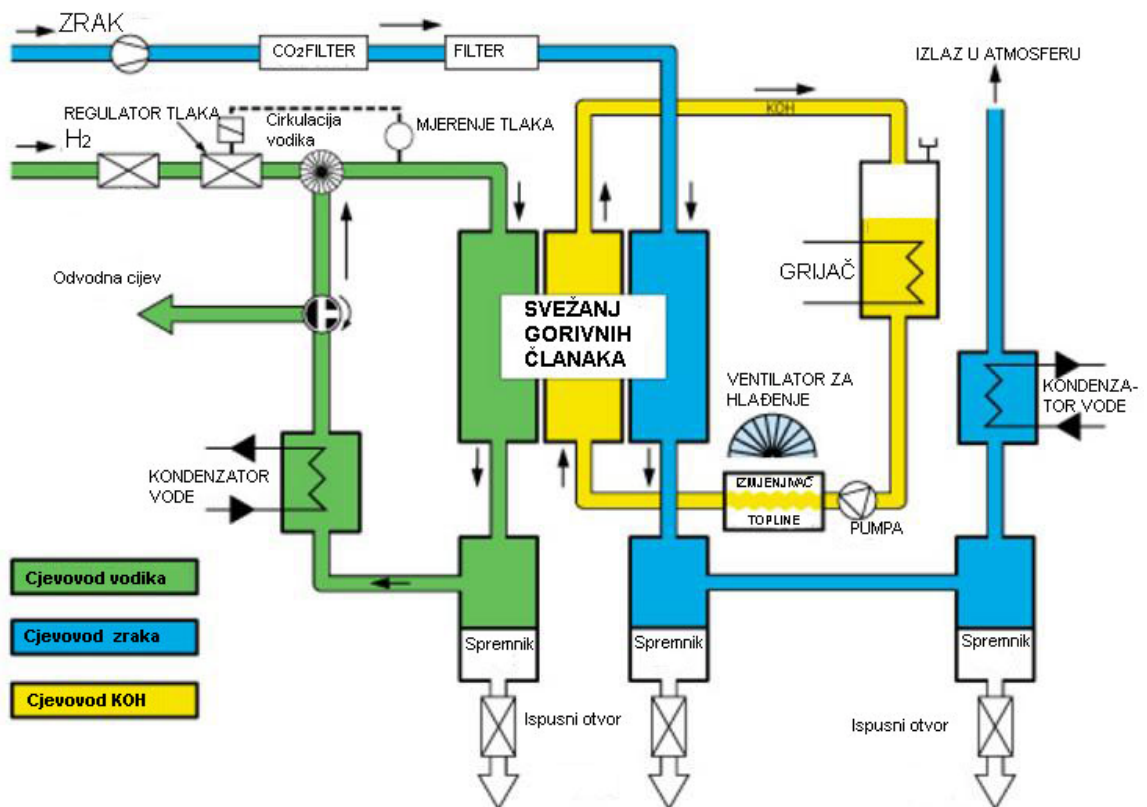 ZRAK
CO2FILTER
FILTER
IZLAZ U ATMOSFERU
REGULATOR TLAKA
Cirkulacija
vodika
MJERENJE TLAKA
H2
KOH
Odvodna cijev
GRIJAČ
SVEŽANJ
GORIVNIH
ČLANAKA
VENTILATOR ZA
HLAĐENJE
KONDENZA-
TOR VODE
KONDENZATOR
VODE
IZMJENJIVAČ
TOPLINE
PUMPA
Cjevovod vodika
Cjevovod zraka
Cjevovod KOH
Spremnik
Spremnik
Spremnik
Ispusni otvor
Ispusni otvor